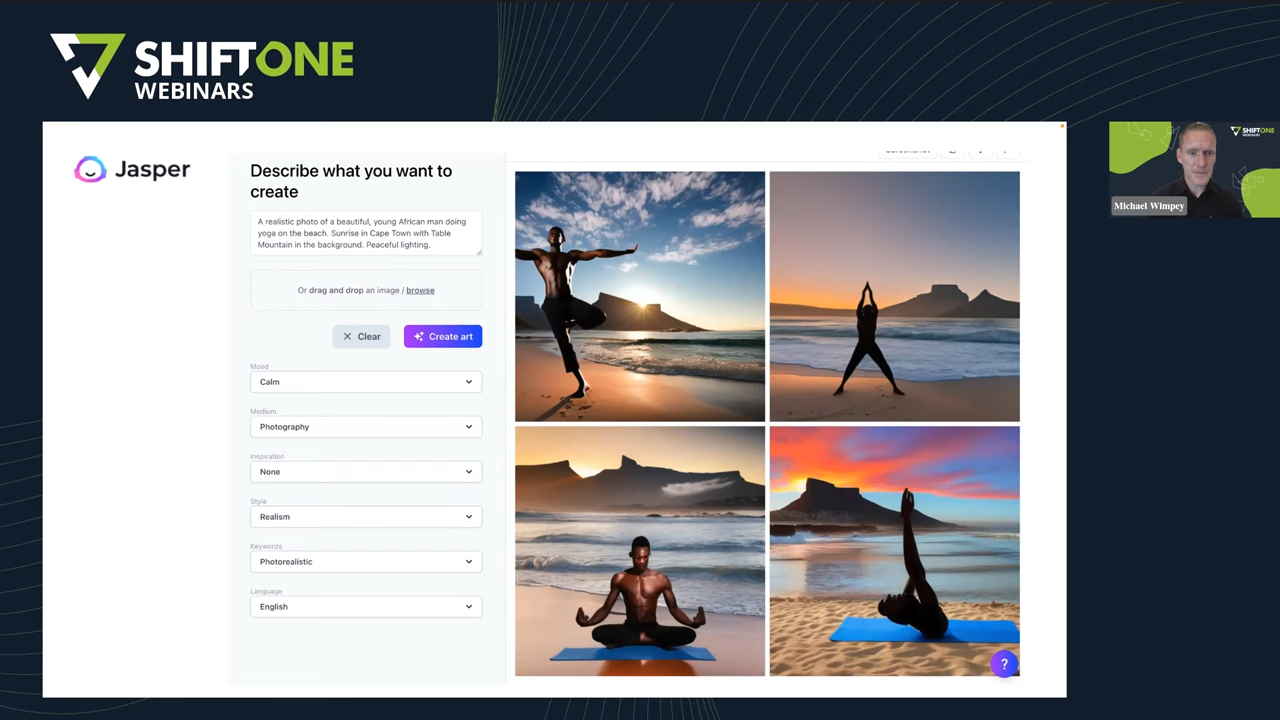 SHIFTONE
WEBINARS
Jasper
Describe what you want to
create
A realistic photo of a beautiful, young African man doing
yoga on the beach. Sunrise in Cape Town with Table
Mountain in the background. Peaceful lighting.
Or drag and drop an image / browse
Clear
Create art
Mood
Calm
Medium
Photography
Inspiration
None
Style
Realism
Keywords
Photorealistic
Language
English
?
SHIFTONE
WEBINARS
Michael Wimpey